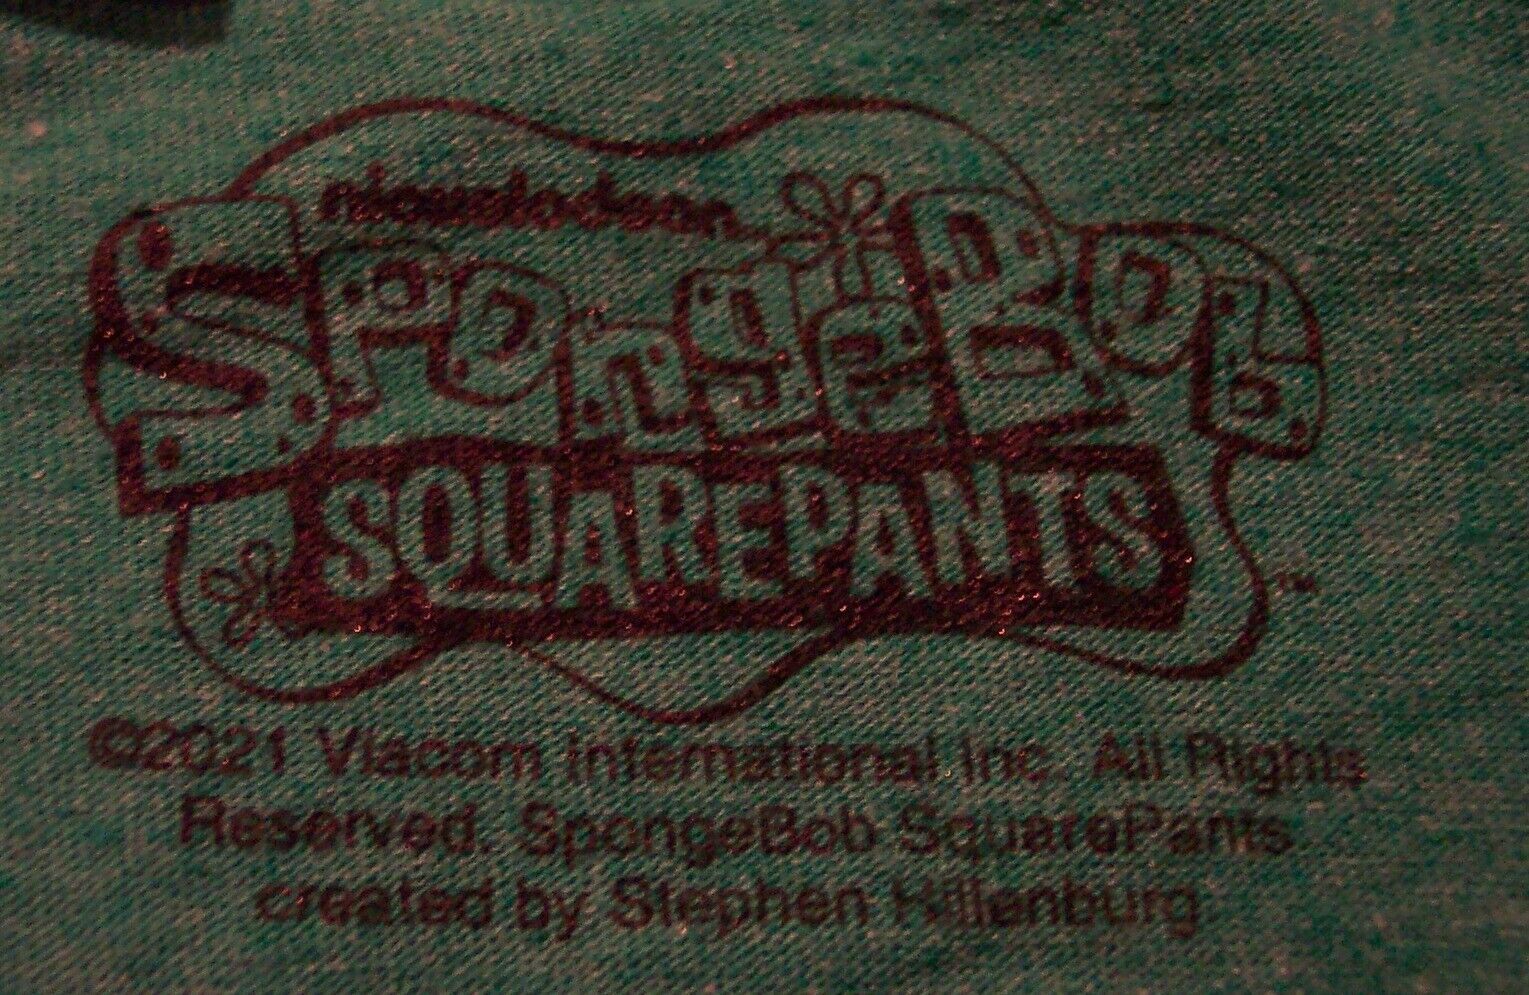 nickelodeon
SPONGEBOB
SQUAREPANTS
™
©2021 Viacom International Inc. All Rights
Reserved. SpongeBob SquarePants
created by Stephen Hillenburg.